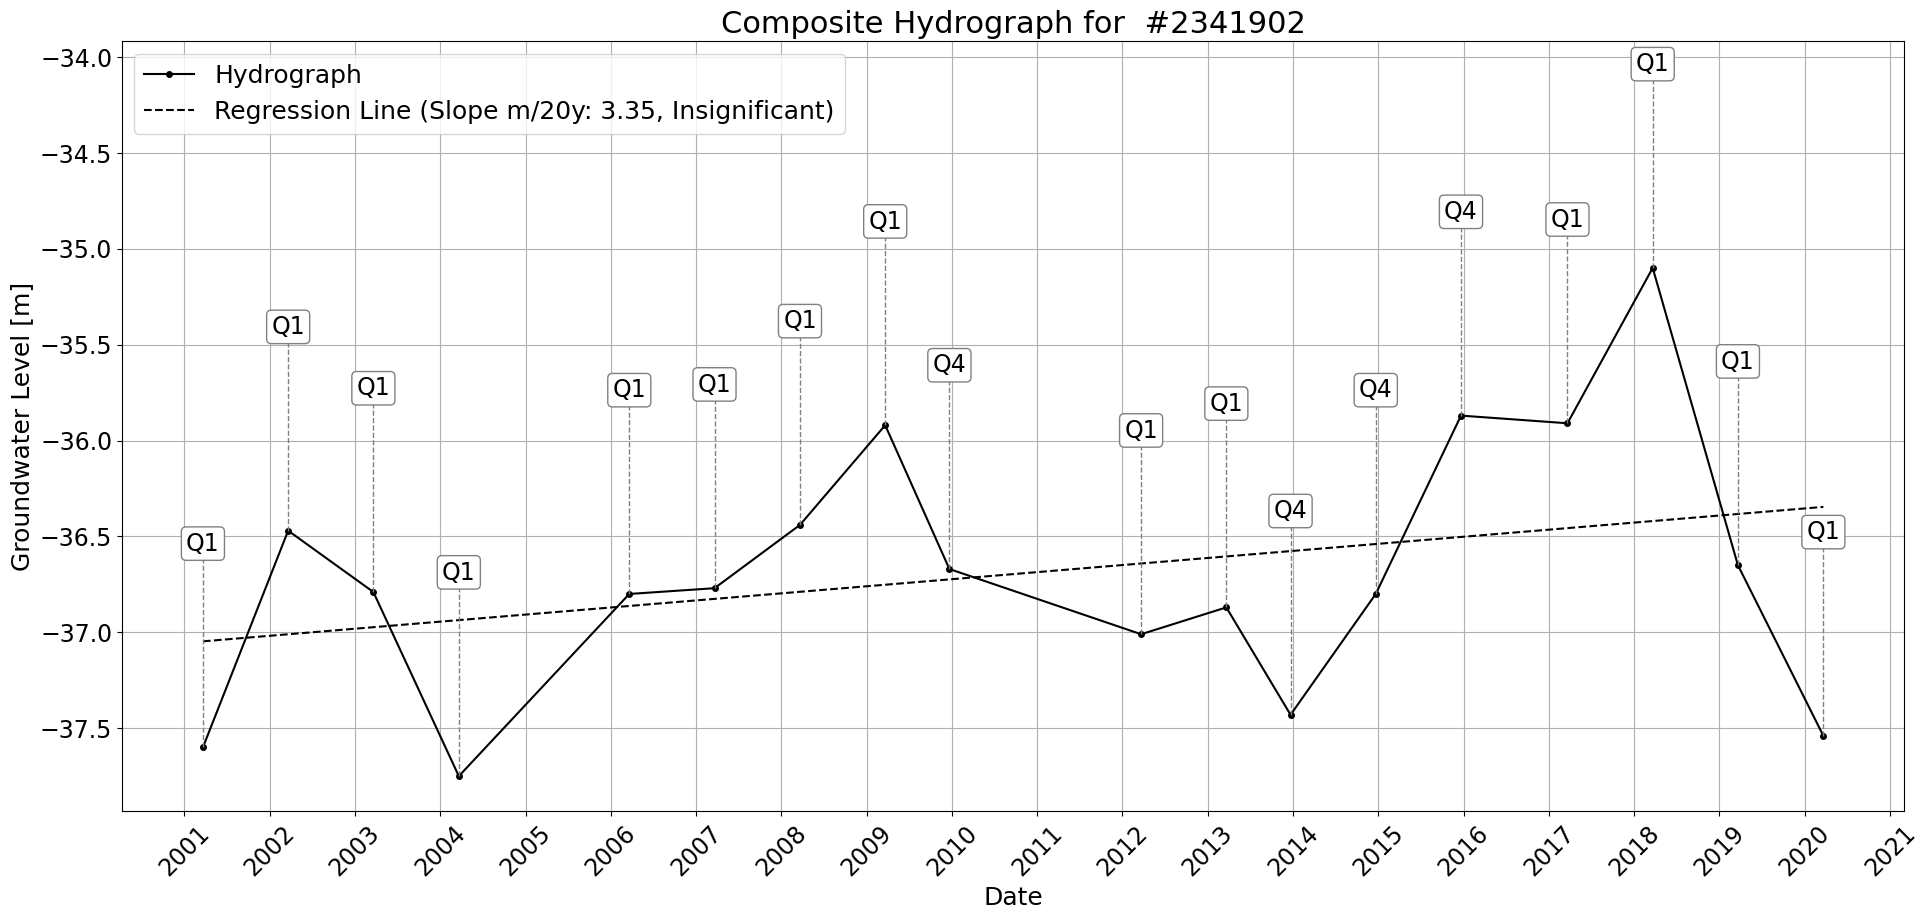 Composite Hydrograph for  #2341902
Hydrograph
Regression Line (Slope m/20y: 3.35, Insignificant)
Groundwater Level [m]
−34.0
−34.5
−35.0
−35.5
−36.0
−36.5
−37.0
−37.5
Q1
Q1
Q1
Q1
Q1
Q1
Q1
Q1
Q4
Q1
Q1
Q4
Q4
Q4
Q1
Q1
Q1
Q1
2001
2002
2003
2004
2005
2006
2007
2008
2009
2010
2011
2012
2013
2014
2015
2016
2017
2018
2019
2020
2021
Date